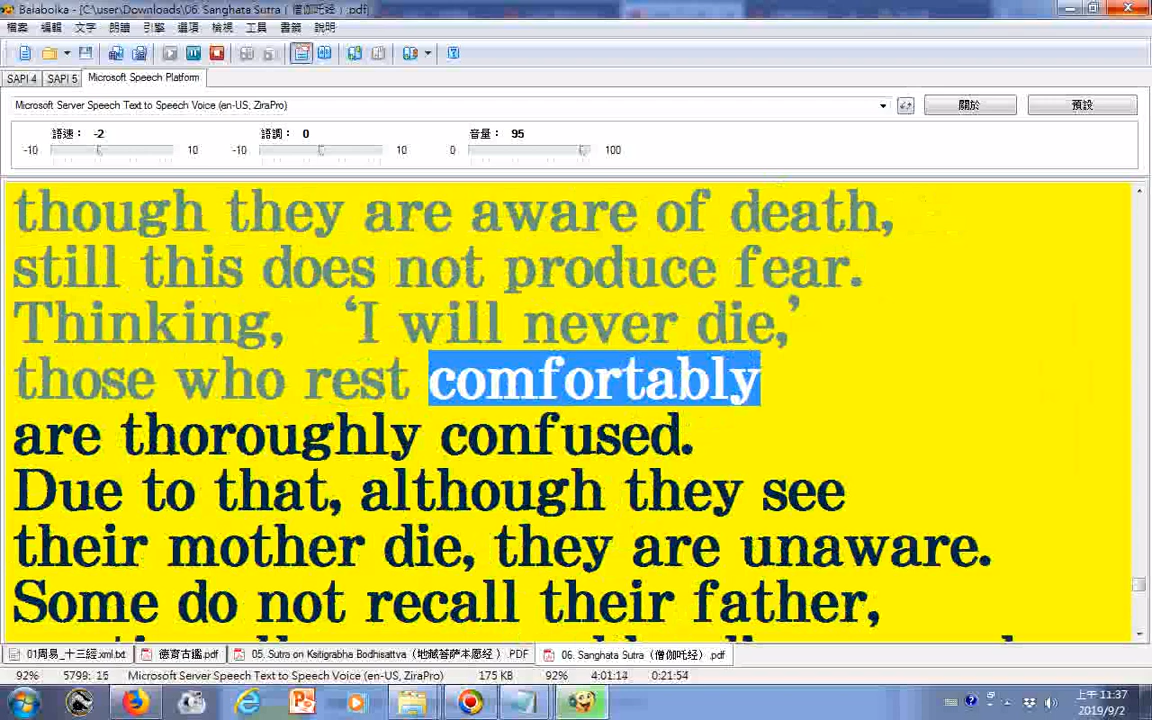 Balabolka - [C:\user\Downloads\06. Sanghata Sutra（僧伽吒经）.pdf]
檔案 編輯 文字 朗讀 引擎 選項 檢視 工具 書籤 說明
SAPI 4 SAPI 5 Microsoft Speech Platform
Microsoft Server Speech Text to Speech Voice (en-US, ZiraPro) 關於 預設
語速： -2 語調： 0 音量： 95
-10 10 -10 10 0 100
though they are aware of death,
still this does not produce fear.
Thinking, ‘I will never die,’
those who rest comfortably
are thoroughly confused.
Due to that, although they see
their mother die, they are unaware.
Some do not recall their father,
01周易_十三經.xml.txt 德育古鑑.pdf 05. Sutra on Ksitigrabha Bodhisattva（地藏菩萨本愿经）.PDF 06. Sanghata Sutra（僧伽吒经）.pdf
92% 5799: 15 Microsoft Server Speech Text to Speech Voice (en-US, ZiraPro) 175 KB 92% 4:01:14 0:21:54
上午 11:37
2019/9/2